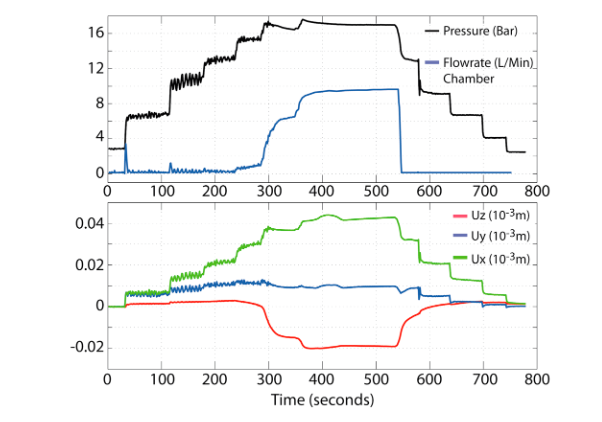 16
12
8
4
0
Pressure (Bar)
Flowrate (L/Min)
Chamber
0 100 200 300 400 500 600 700 800
0.04
0.02
0
-0.02
Uz (10-3m)
Uy (10-3m)
Ux (10-3m)
0 100 200 300 400 500 600 700 800
Time (seconds)